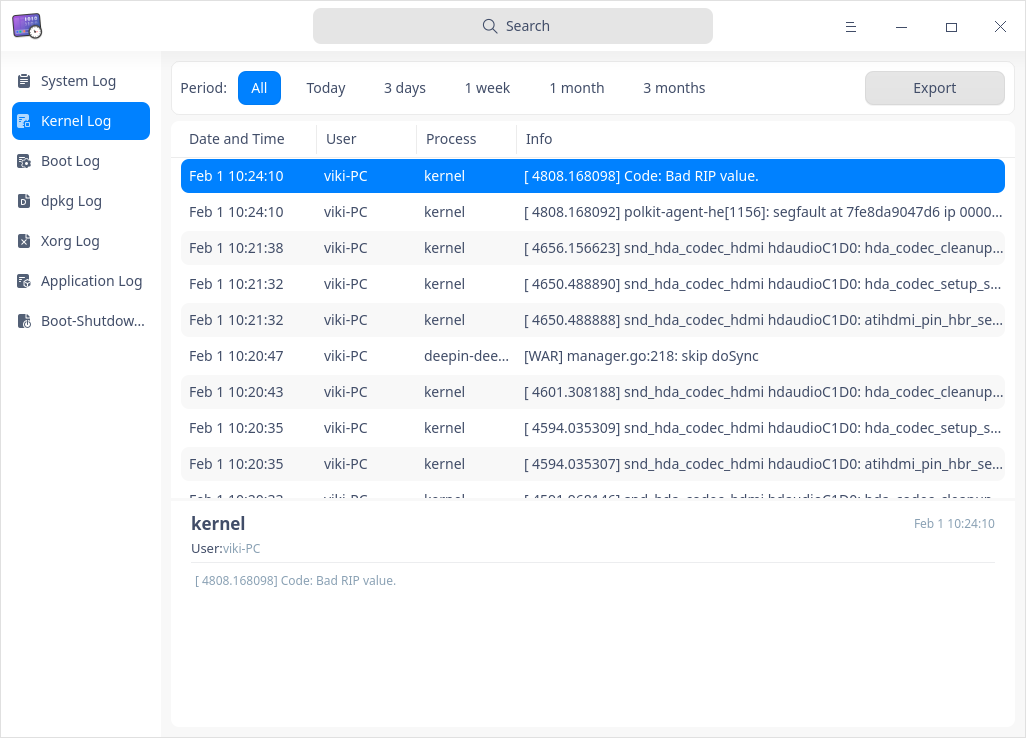 Search
System Log
Kernel Log
Boot Log
dpkg Log
Xorg Log
Application Log
Boot-Shutdow...
Period: All Today 3 days 1 week 1 month 3 months Export
Date and Time User Process Info
Feb 1 10:24:10 viki-PC kernel [ 4808.168098] Code: Bad RIP value.
Feb 1 10:24:10 viki-PC kernel [ 4808.168092] polkit-agent-he[1156]: segfault at 7fe8da9047d6 ip 0000...
Feb 1 10:21:38 viki-PC kernel [ 4656.156623] snd_hda_codec_hdmi hdaudioC1D0: hda_codec_cleanup...
Feb 1 10:21:32 viki-PC kernel [ 4650.488890] snd_hda_codec_hdmi hdaudioC1D0: hda_codec_setup_s...
Feb 1 10:21:32 viki-PC kernel [ 4650.488888] snd_hda_codec_hdmi hdaudioC1D0: atihdmi_pin_hbr_se...
Feb 1 10:20:47 viki-PC deepin-dee... [WAR] manager.go:218: skip doSync
Feb 1 10:20:43 viki-PC kernel [ 4601.308188] snd_hda_codec_hdmi hdaudioC1D0: hda_codec_cleanup...
Feb 1 10:20:35 viki-PC kernel [ 4594.035309] snd_hda_codec_hdmi hdaudioC1D0: hda_codec_setup_s...
Feb 1 10:20:35 viki-PC kernel [ 4594.035307] snd_hda_codec_hdmi hdaudioC1D0: atihdmi_pin_hbr_se...
viki-PC kernel snd_hda_codec_hdmi hdaudioC1D0: hda_codec_cleanup...
kernel Feb 1 10:24:10
User:viki-PC
[ 4808.168098] Code: Bad RIP value.